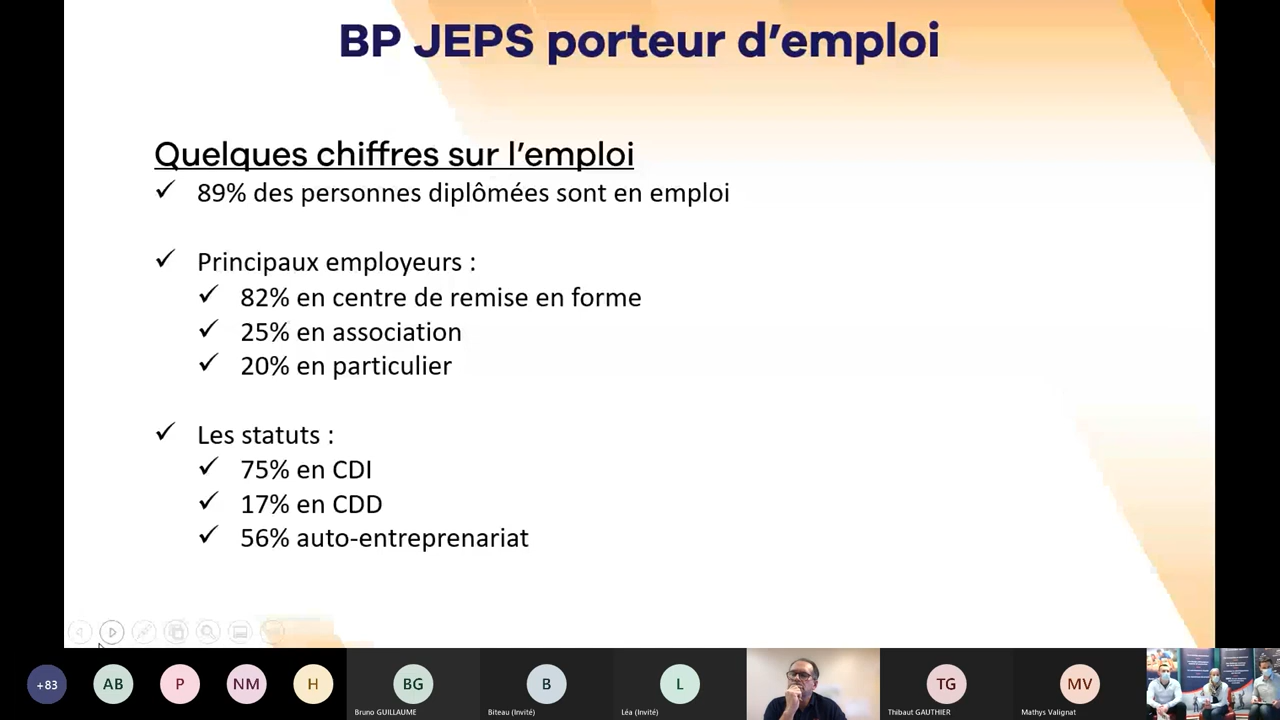 BP JEPS porteur d'emploi
Quelques chiffres sur l'emploi
✓ 89% des personnes diplômées sont en emploi
✓ Principaux employeurs :
✓ 82% en centre de remise en forme
✓ 25% en association
✓ 20% en particulier
✓ Les statuts :
✓ 75% en CDI
✓ 17% en CDD
✓ 56% auto-entreprenariat
+83
AB
P
NM
H
BG
B
L
TG
MV
Bruno GUILLAUME
Biteau (Invité)
Léa (Invité)
Thibaut GAUTHIER
Mathys Valignat